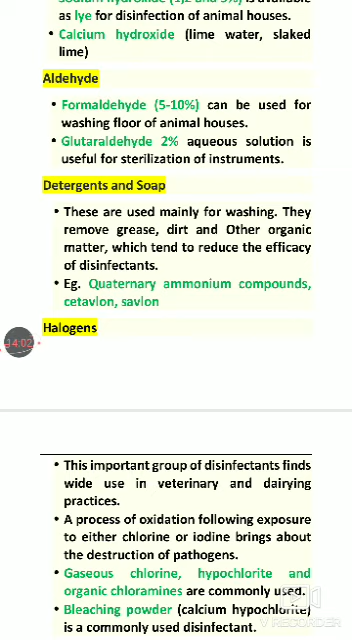 as lye for disinfection of animal houses.
• Calcium hydroxide (lime water, slaked
lime)
Aldehyde
• Formaldehyde (5-10%) can be used for
washing floor of animal houses.
• Glutaraldehyde 2% aqueous solution is
useful for sterilization of instruments.
Detergents and Soap
• These are used mainly for washing. They
remove grease, dirt and Other organic
matter, which tend to reduce the efficacy
of disinfectants.
• Eg. Quaternary ammonium compounds,
cetavlon, savlon
Halogens
14:02
• This important group of disinfectants finds
wide use in veterinary and dairying
practices.
• A process of oxidation following exposure
to either chlorine or iodine brings about
the destruction of pathogens.
• Gaseous chlorine, hypochlorite and
organic chloramines are commonly used.
• Bleaching powder (calcium hypochlorite)
is a commonly used disinfectant.
V RECORDER